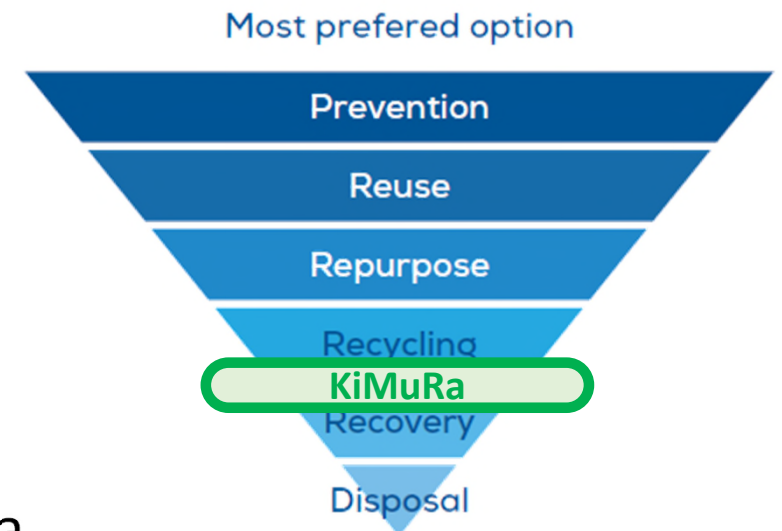 Most prefered option
Prevention
Reuse
Repurpose
Recycling
KiMuRa
Recovery
Disposal